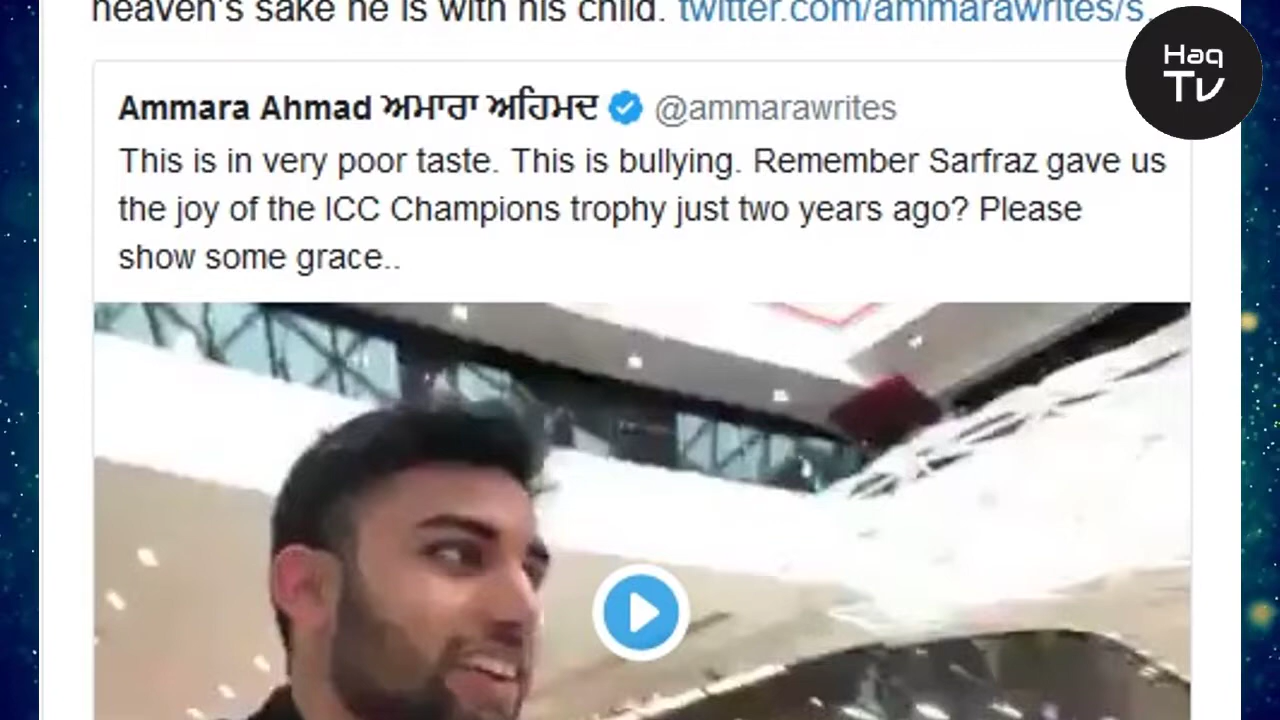 heaven's sake he is with his child. twitter.com/ammarawrites/s…
Haq
Tv
Ammara Ahmad ਅਮਾਰਾ ਅਹਿਮਦ @ammarawrites
This is in very poor taste. This is bullying. Remember Sarfraz gave us
the joy of the ICC Champions trophy just two years ago? Please
show some grace..